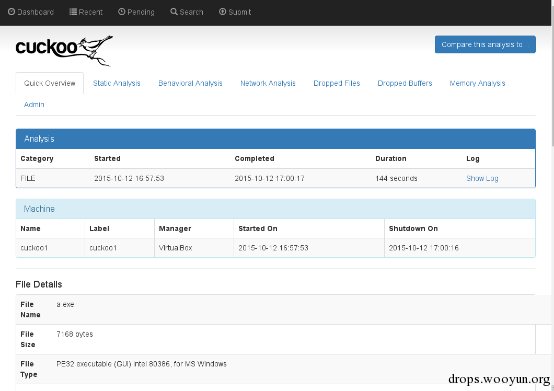 Dashboard Recent Pending Search Submit
cuckoo
Compare this analysis to ...
Quick Overview Static Analysis Behavioral Analysis Network Analysis Dropped Files Dropped Buffers Memory Analysis
Admin
Analysis
Category Started Completed Duration Log
FILE 2015-10-12 16:57:53 2015-10-12 17:00:17 144 seconds Show Log
Machine
Name Label Manager Started On Shutdown On
cuckoo1 cuckoo1 VirtualBox 2015-10-12 16:57:53 2015-10-12 17:00:16
File Details
File Name a.exe
File Size 7168 bytes
File Type PE32 executable (GUI) Intel 80386, for MS Windows
drops.wooyun.org